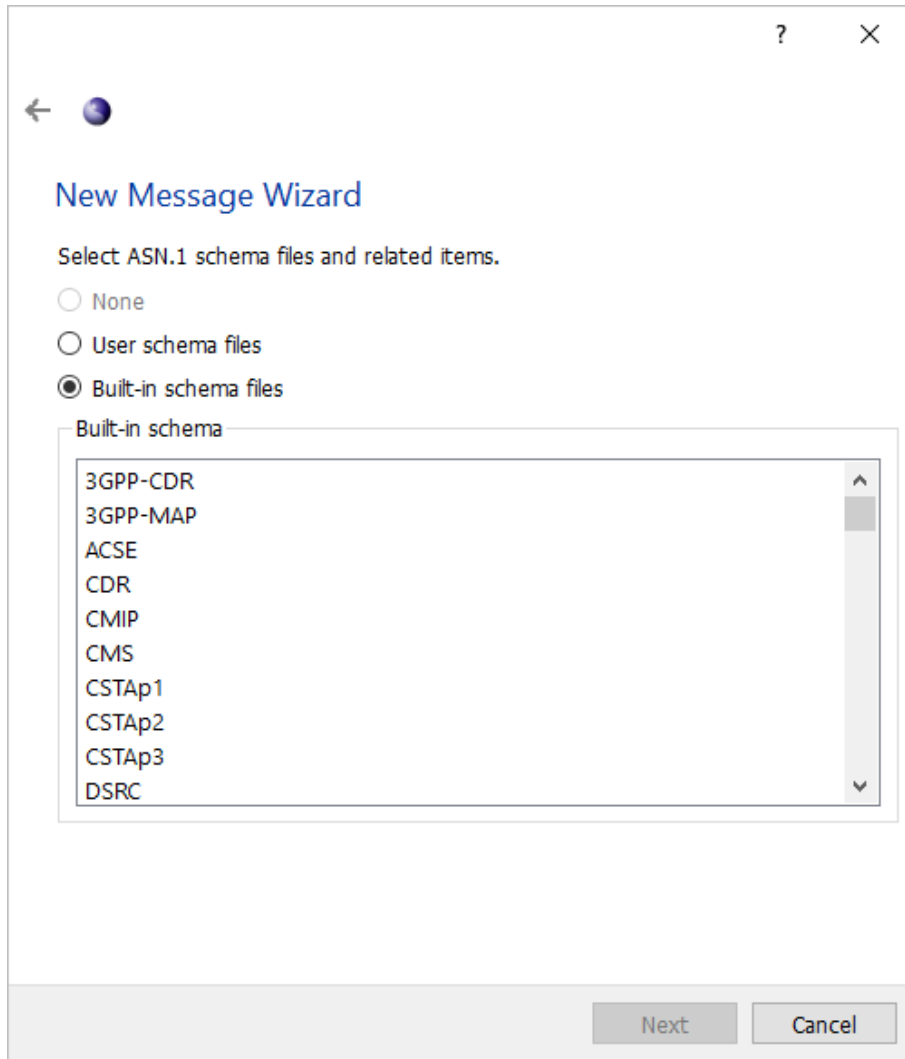 ?
New Message Wizard
Select ASN.1 schema files and related items.
None
User schema files
Built-in schema files
Built-in schema
3GPP-CDR
3GPP-MAP
ACSE
CDR
CMIP
CMS
CSTAp1
CSTAp2
CSTAp3
DSRC
Next Cancel